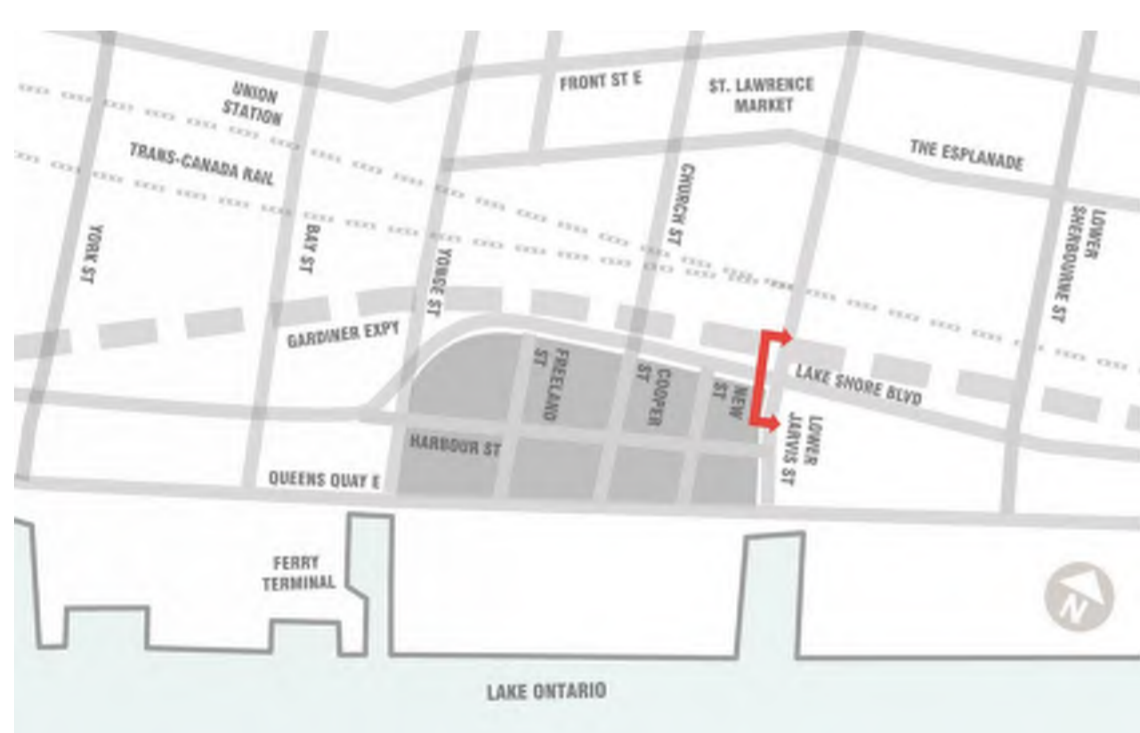 FRONT ST E
UNION
STATION
ST. LAWRENCE
MARKET
TRANS-CANADA RAIL
THE ESPLANADE
CHURCH ST
YORK ST
BAY ST
YONGE ST
LOWER
SHERBOURNE ST
GARDINER EXPY
FREELAND
ST
COOPER
ST
NEW
ST
LAKE SHORE BLVD
LOWER
JARVIS ST
HARBOUR ST
QUEENS QUAY E
FERRY
TERMINAL
N
LAKE ONTARIO